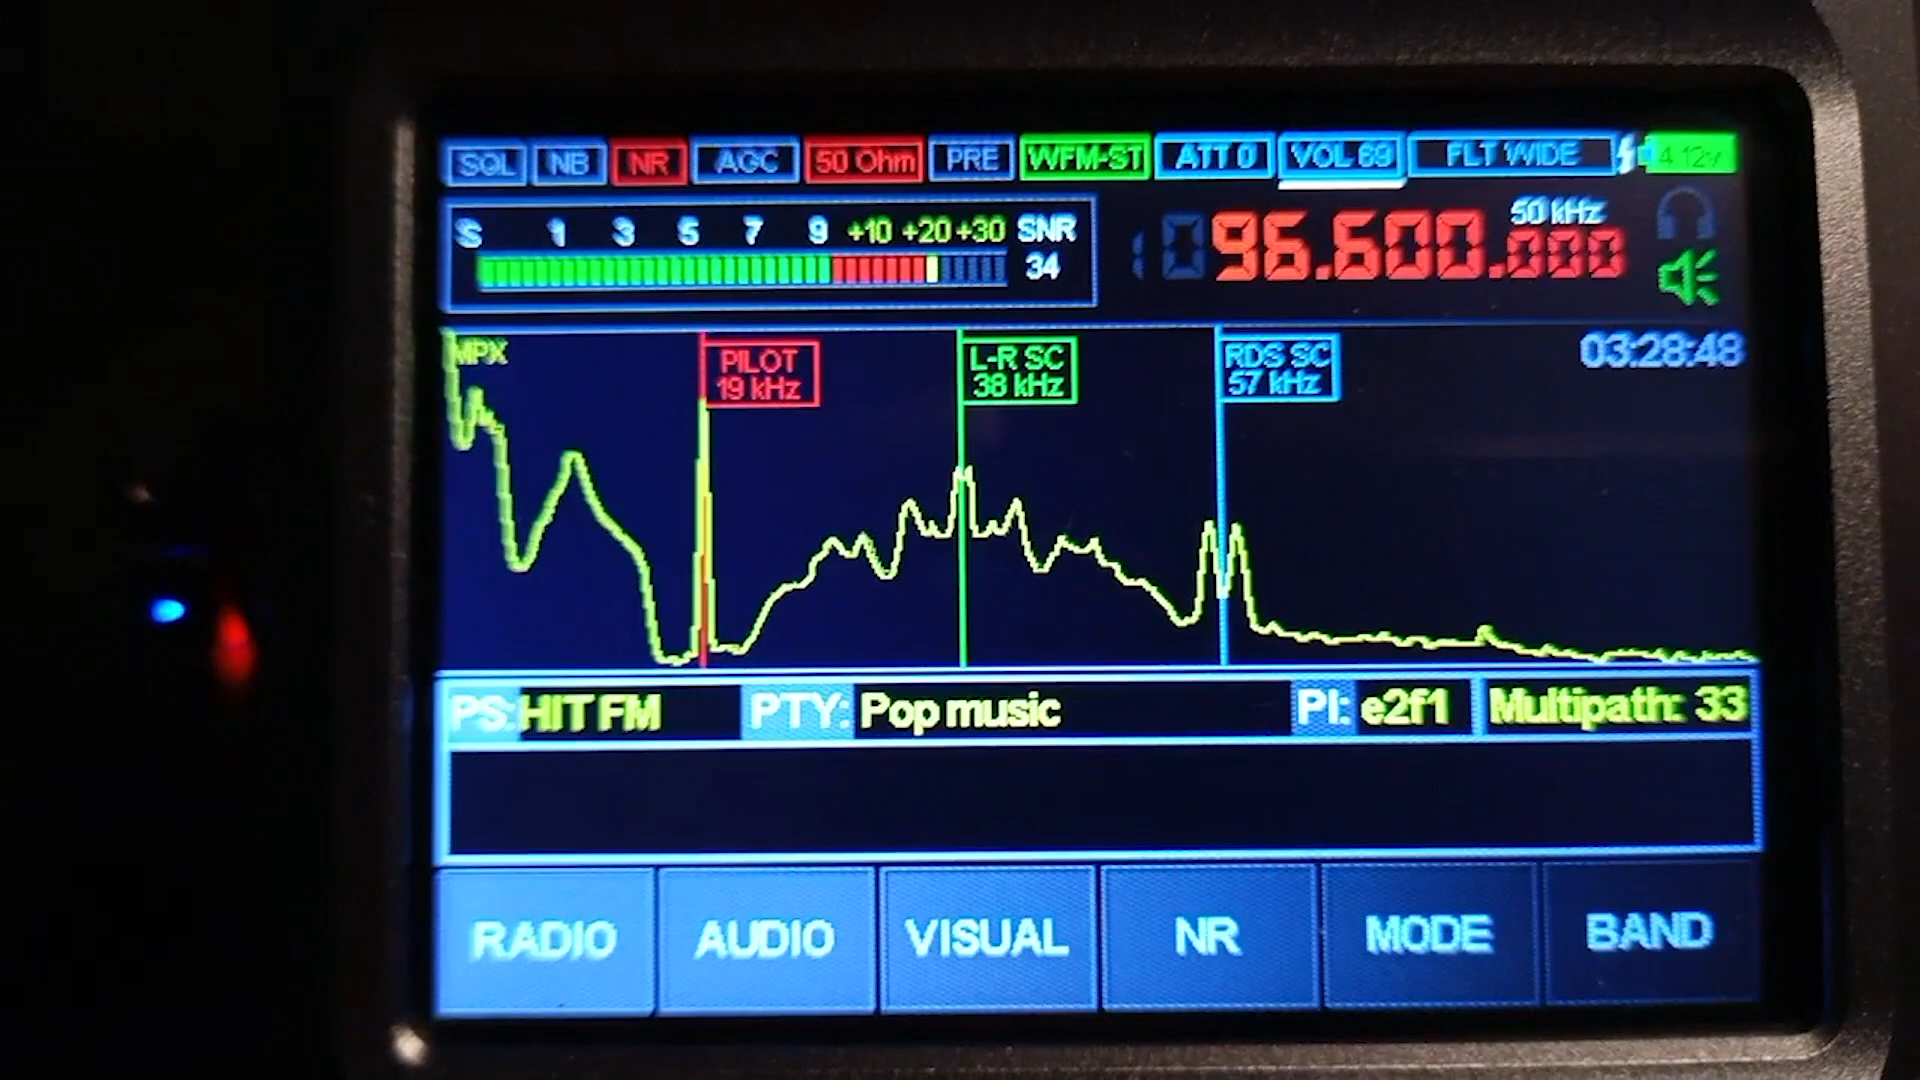 SQL NB NR AGC 50 Ohm PRE WFM-ST ATT 0 VOL 69 FLT WIDE 4.12v
S 1 3 5 7 9 +10 +20 +30 SNR
34
50 kHz
96.600.000
MPX
PILOT
19 kHz
L-R SC
38 kHz
RDS SC
57 kHz
03:28:48
PS: HIT FM PTY: Pop music PI: e2f1 Multipath: 33
RADIO AUDIO VISUAL NR MODE BAND